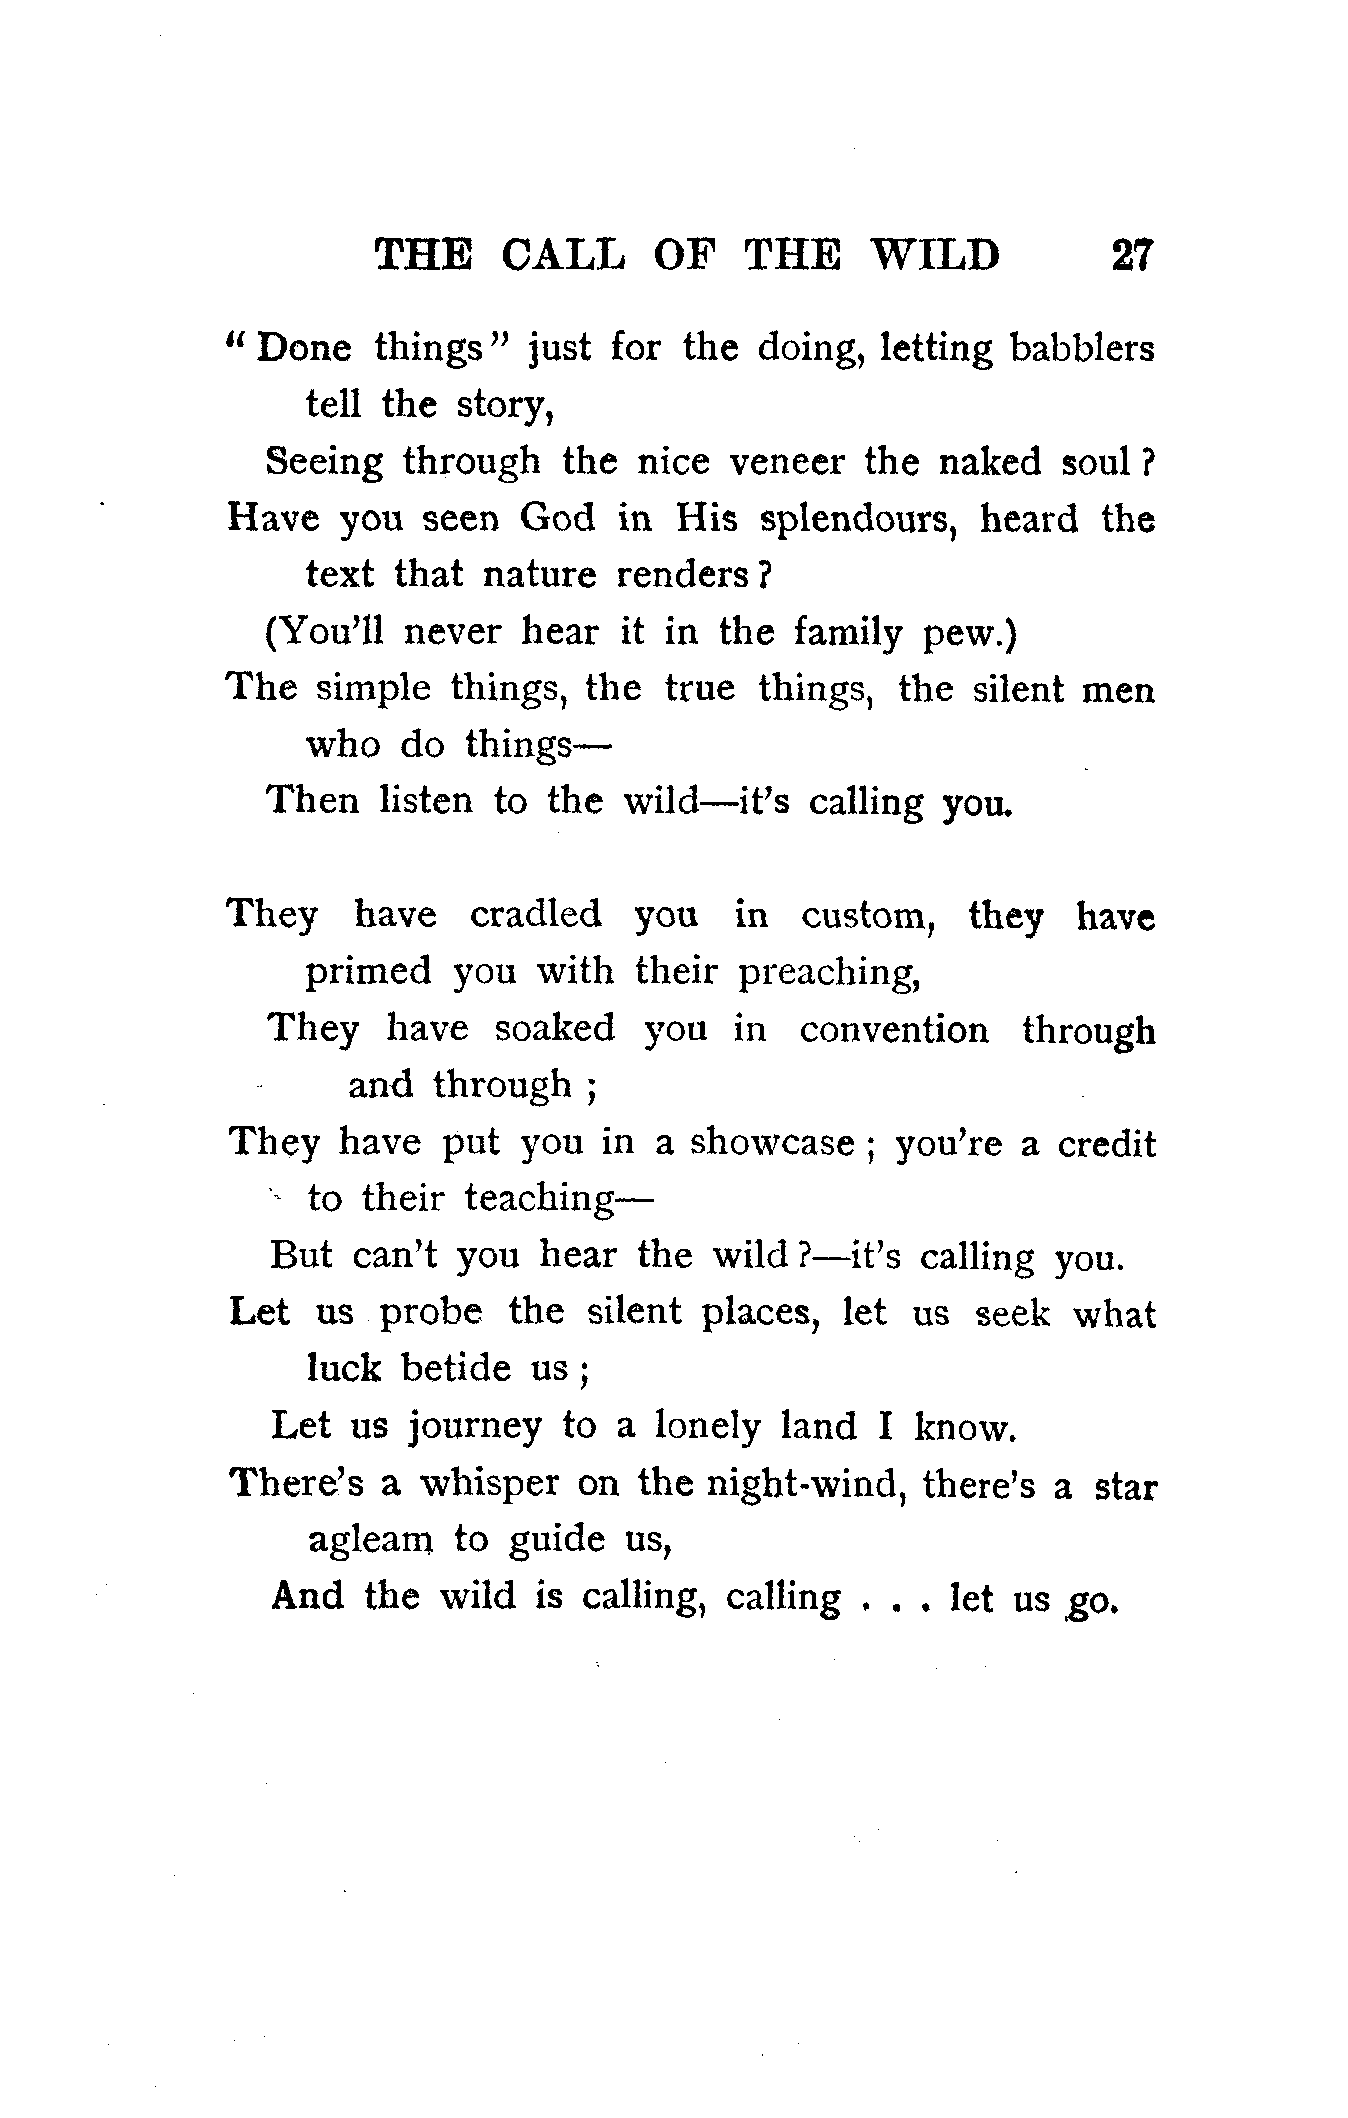 THE CALL OF THE WILD 27
" Done things" just for the doing, letting babblers
tell the story,
Seeing through the nice veneer the naked soul ?
Have you seen God in His splendours, heard the
text that nature renders ?
(You'll never hear it in the family pew.)
The simple things, the true things, the silent men
who do things—
Then listen to the wild—it's calling you.
They have cradled you in custom, they have
primed you with their preaching,
They have soaked you in convention through
and through ;
They have put you in a showcase ; you're a credit
to their teaching—
But can't you hear the wild ?—it's calling you.
Let us probe the silent places, let us seek what
luck betide us ;
Let us journey to a lonely land I know.
There's a whisper on the night-wind, there's a star
agleam to guide us,
And the wild is calling, calling . . . let us go.